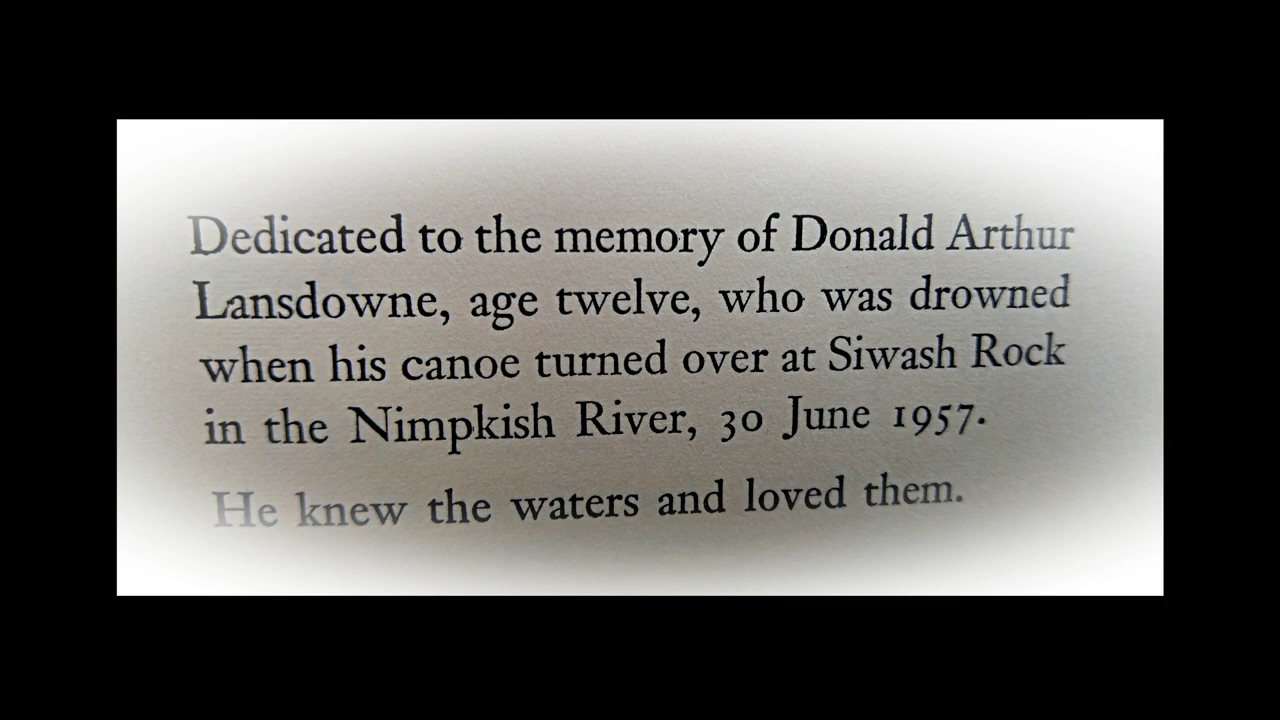 Dedicated to the memory of Donald Arthur
Lansdowne, age twelve, who was drowned
when his canoe turned over at Siwash Rock
in the Nimpkish River, 30 June 1957.
He knew the waters and loved them.